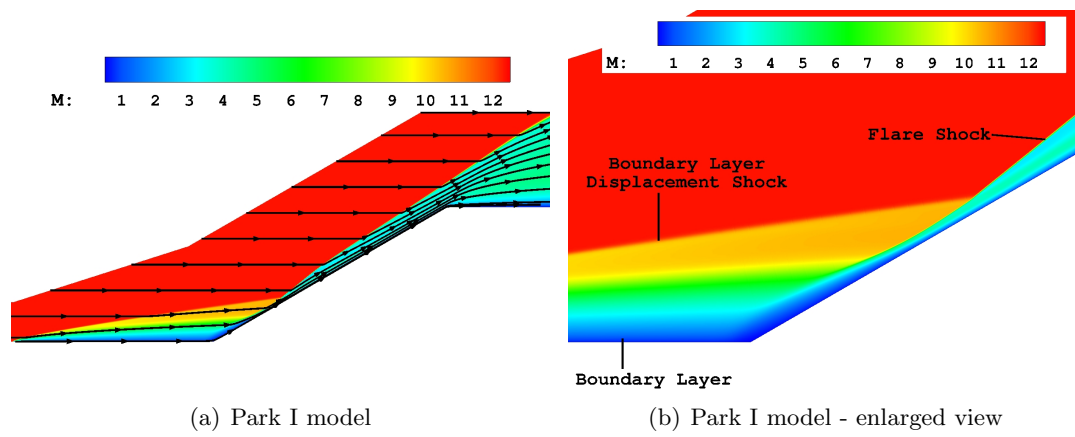 M: 1 2 3 4 5 6 7 8 9 10 11 12
M: 1 2 3 4 5 6 7 8 9 10 11 12
Flare Shock
Boundary Layer
Displacement Shock
Boundary Layer
(a) Park I model
(b) Park I model - enlarged view